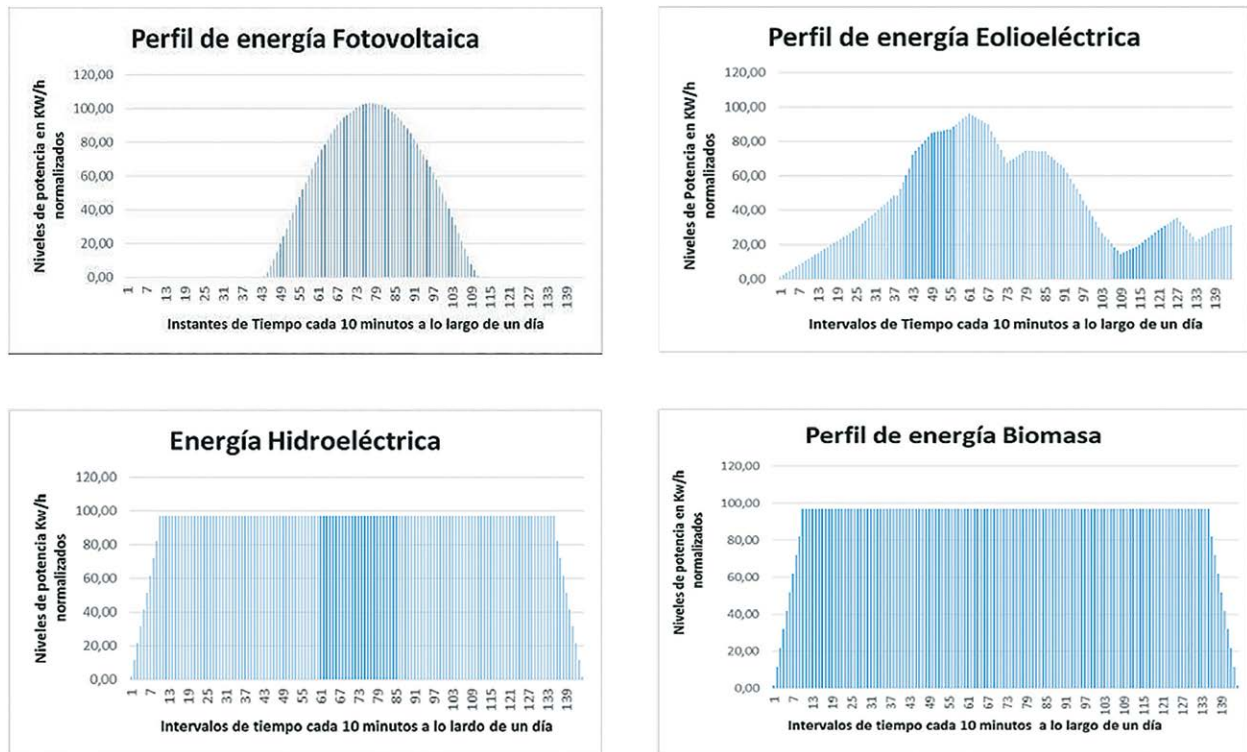 Perfil de energía Fotovoltaica
Niveles de potencia en KW/h
normalizados
120,00
100,00
80,00
60,00
40,00
20,00
0,00
1 7 13 19 25 31 37 43 49 55 61 67 73 79 85 91 97 103 109 115 121 127 133 139
Instantes de Tiempo cada 10 minutos a lo largo de un día
Perfil de energía Eolioeléctrica
Niveles de Potencia en KW/h
normalizados
120,00
100,00
80,00
60,00
40,00
20,00
0,00
1 7 13 19 25 31 37 43 49 55 61 67 73 79 85 91 97 103 109 115 121 127 133 139
Intervalos de Tiempo cada 10 minutos a lo largo de un día
Energía Hidroeléctrica
Niveles de potencia Kw/h
normalizados
120,00
100,00
80,00
60,00
40,00
20,00
0,00
1 7 13 19 25 31 37 43 49 55 61 67 73 79 85 91 97 103 109 115 121 127 133 139
Intervalos de tiempo cada 10 minutos a lo lardo de un día
Perfil de energía Biomasa
Niveles de potencia en Kw/h
normalizados
120,00
100,00
80,00
60,00
40,00
20,00
0,00
1 7 13 19 25 31 37 43 49 55 61 67 73 79 85 91 97 103 109 115 121 127 133 139
Intervalos de tiempo cada 10 minutos a lo largo de un día